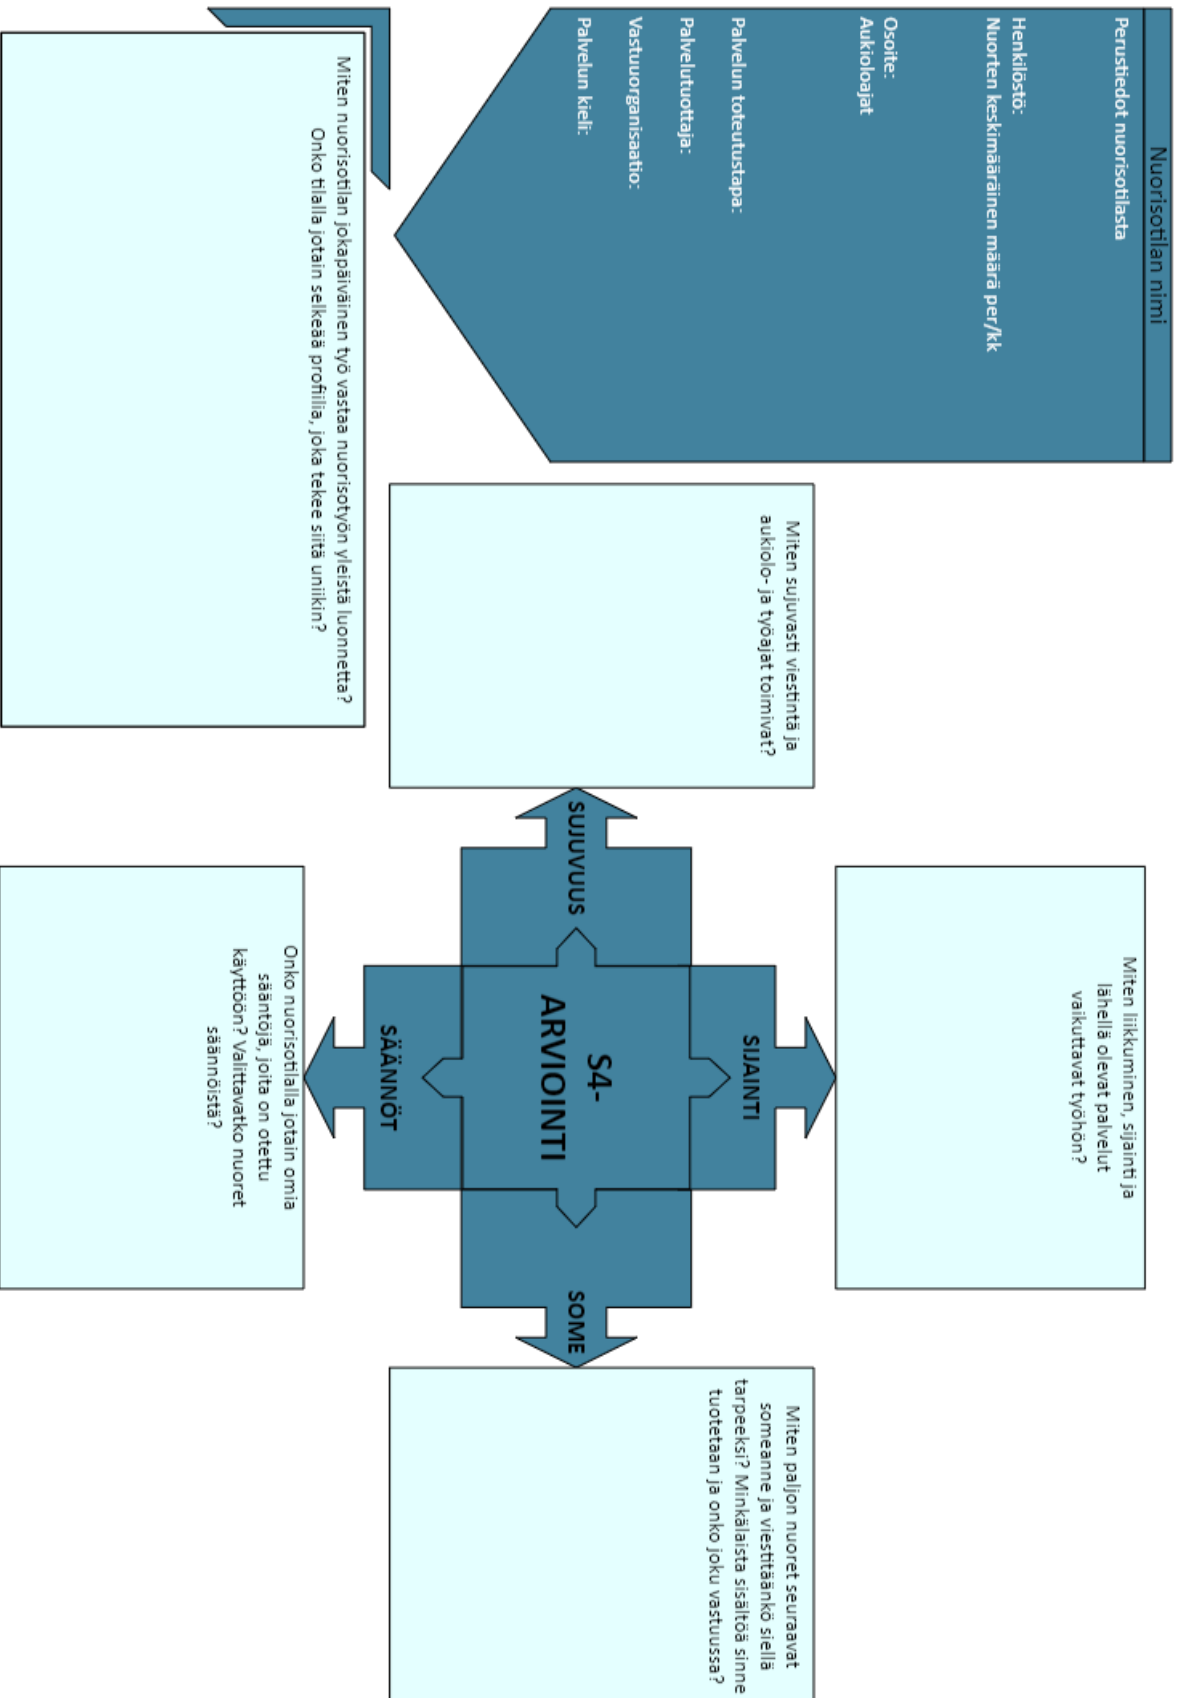 Nuorisotilan nimi
Perustiedot nuorisotilasta
Henkilöstö:
Nuorten keskimääräinen määrä per/kk
Osoite:
Aukioloajat
Palvelun toteutustapa:
Palvelutuottaja:
Vastuuorganisaatio:
Palvelun kieli:
Miten nuorisotilan jokapäiväinen työ vastaa nuorisotyön yleistä luonnetta?
Onko tilalla jotain selkeää profiilia, joka tekee siitä uniikin?
Miten sujuvasti viestintä ja
aukiolo- ja työajat toimivat?
Miten liikkuminen, sijainti ja
lähellä olevat palvelut
vaikuttavat työhön?
SUJUVUUS
SIJAINTI
S4-
ARVIOINTI
SÄÄNNÖT
SOME
Onko nuorisotilalla jotain omia
sääntöjä, joita on otettu
käyttöön? Valittavatko nuoret
säännöistä?
Miten paljon nuoret seuraavat
someanne ja viestitäänkö siellä
tarpeeksi? Minkälaista sisältöä sinne
tuotetaan ja onko joku vastuussa?